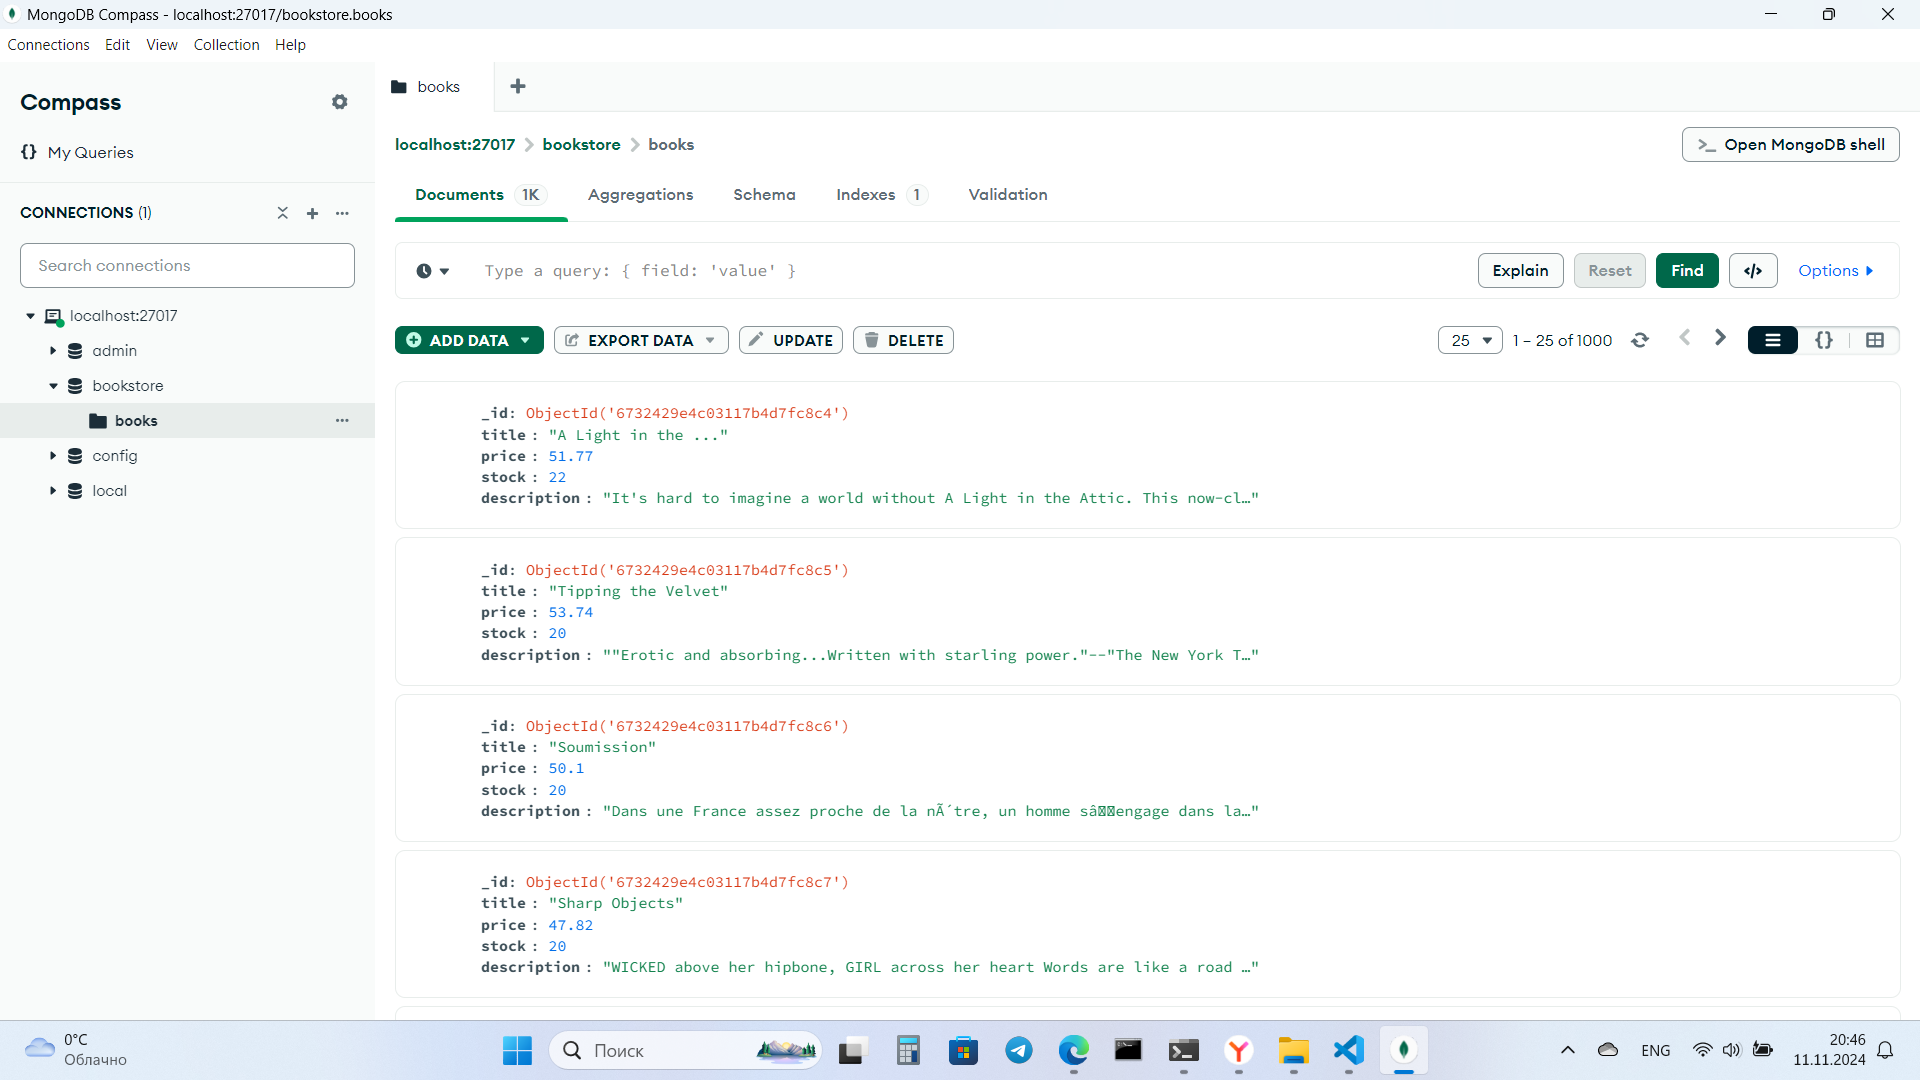 MongoDB Compass - localhost:27017/bookstore.books
Connections Edit View Collection Help
Compass
My Queries
CONNECTIONS (1)
Search connections
localhost:27017
admin
bookstore
books
config
local
books
localhost:27017 > bookstore > books
>_ Open MongoDB shell
Documents 1K Aggregations Schema Indexes 1 Validation
Type a query: { field: 'value' }
Explain Reset Find </> Options
ADD DATA EXPORT DATA UPDATE DELETE
25 1 – 25 of 1000 {}
_id: ObjectId('6732429e4c03117b4d7fc8c4')
title : "A Light in the ..."
price : 51.77
stock : 22
description : "It's hard to imagine a world without A Light in the Attic. This now-cl…"
_id: ObjectId('6732429e4c03117b4d7fc8c5')
title : "Tipping the Velvet"
price : 53.74
stock : 20
description : ""Erotic and absorbing...Written with starling power."--"The New York T…"
_id: ObjectId('6732429e4c03117b4d7fc8c6')
title : "Soumission"
price : 50.1
stock : 20
description : "Dans une France assez proche de la nÃ´tre, un homme sâengage dans la…"
_id: ObjectId('6732429e4c03117b4d7fc8c7')
title : "Sharp Objects"
price : 47.82
stock : 20
description : "WICKED above her hipbone, GIRL across her heart Words are like a road …"
0°C
Облачно
Поиск
ENG
20:46
11.11.2024